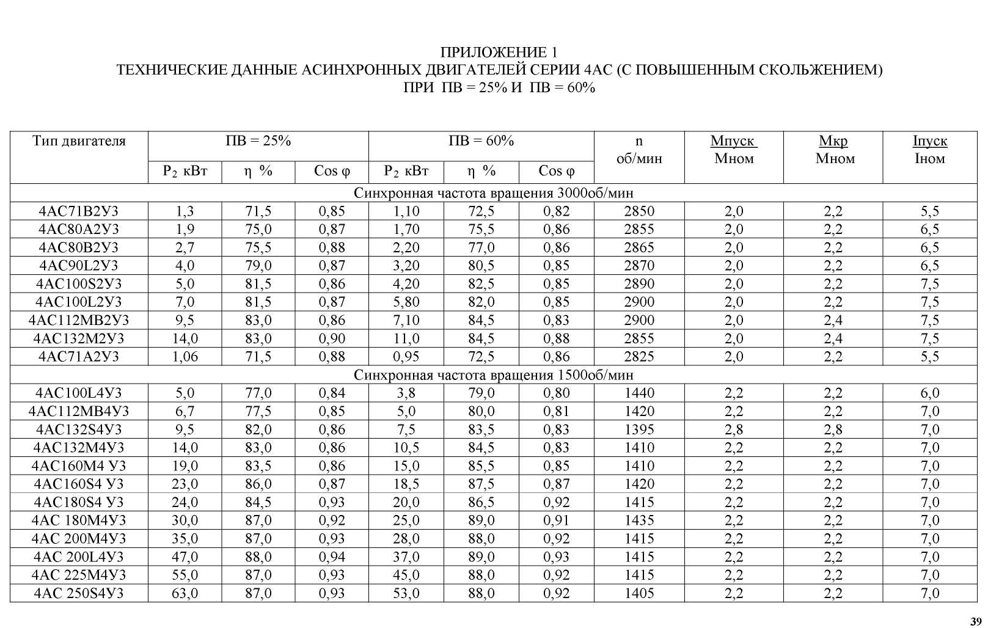 ПРИЛОЖЕНИЕ 1
ТЕХНИЧЕСКИЕ ДАННЫЕ АСИНХРОННЫХ ДВИГАТЕЛЕЙ СЕРИИ 4АС (С ПОВЫШЕННЫМ СКОЛЬЖЕНИЕМ)
ПРИ ПВ = 25% И ПВ = 60%
Тип двигателя ПВ = 25% ПВ = 60% n об/мин Мпуск Мном Мкр Мном Iпуск Iном
P2 кВт η % Cos φ P2 кВт η % Cos φ
Синхронная частота вращения 3000об/мин
4АС71В2У3 1,3 71,5 0,85 1,10 72,5 0,82 2850 2,0 2,2 5,5
4АС80А2У3 1,9 75,0 0,87 1,70 75,5 0,86 2855 2,0 2,2 6,5
4АС80В2У3 2,7 75,5 0,88 2,20 77,0 0,86 2865 2,0 2,2 6,5
4АС90L2У3 4,0 79,0 0,87 3,20 80,5 0,85 2870 2,0 2,2 6,5
4АС100S2У3 5,0 81,5 0,86 4,20 82,5 0,85 2890 2,0 2,2 7,5
4АС100L2У3 7,0 81,5 0,87 5,80 82,0 0,85 2900 2,0 2,2 7,5
4АС112МВ2У3 9,5 83,0 0,86 7,10 84,5 0,83 2900 2,0 2,4 7,5
4АС132М2У3 14,0 83,0 0,90 11,0 84,5 0,88 2855 2,0 2,4 7,5
4АС71А2У3 1,06 71,5 0,88 0,95 72,5 0,86 2825 2,0 2,2 5,5
Синхронная частота вращения 1500об/мин
4АС100L4У3 5,0 77,0 0,84 3,8 79,0 0,80 1440 2,2 2,2 6,0
4АС112МВ4У3 6,7 77,5 0,85 5,0 80,0 0,81 1420 2,2 2,2 7,0
4АС132S4У3 9,5 82,0 0,86 7,5 83,5 0,83 1395 2,8 2,8 7,0
4АС132М4У3 14,0 83,0 0,86 10,5 84,5 0,83 1410 2,2 2,2 7,0
4АС160М4 У3 19,0 83,5 0,86 15,0 85,5 0,85 1410 2,2 2,2 7,0
4АС160S4 У3 23,0 86,0 0,87 18,5 87,5 0,87 1420 2,2 2,2 7,0
4АС180S4 У3 24,0 84,5 0,93 20,0 86,5 0,92 1415 2,2 2,2 7,0
4АС 180М4У3 30,0 87,0 0,92 25,0 89,0 0,91 1435 2,2 2,2 7,0
4АС 200М4У3 35,0 87,0 0,93 28,0 88,0 0,92 1415 2,2 2,2 7,0
4АС 200L4У3 47,0 88,0 0,94 37,0 89,0 0,93 1415 2,2 2,2 7,0
4АС 225М4У3 55,0 87,0 0,93 45,0 88,0 0,92 1415 2,2 2,2 7,0
4АС 250S4У3 63,0 87,0 0,93 53,0 88,0 0,92 1405 2,2 2,2 7,0
39